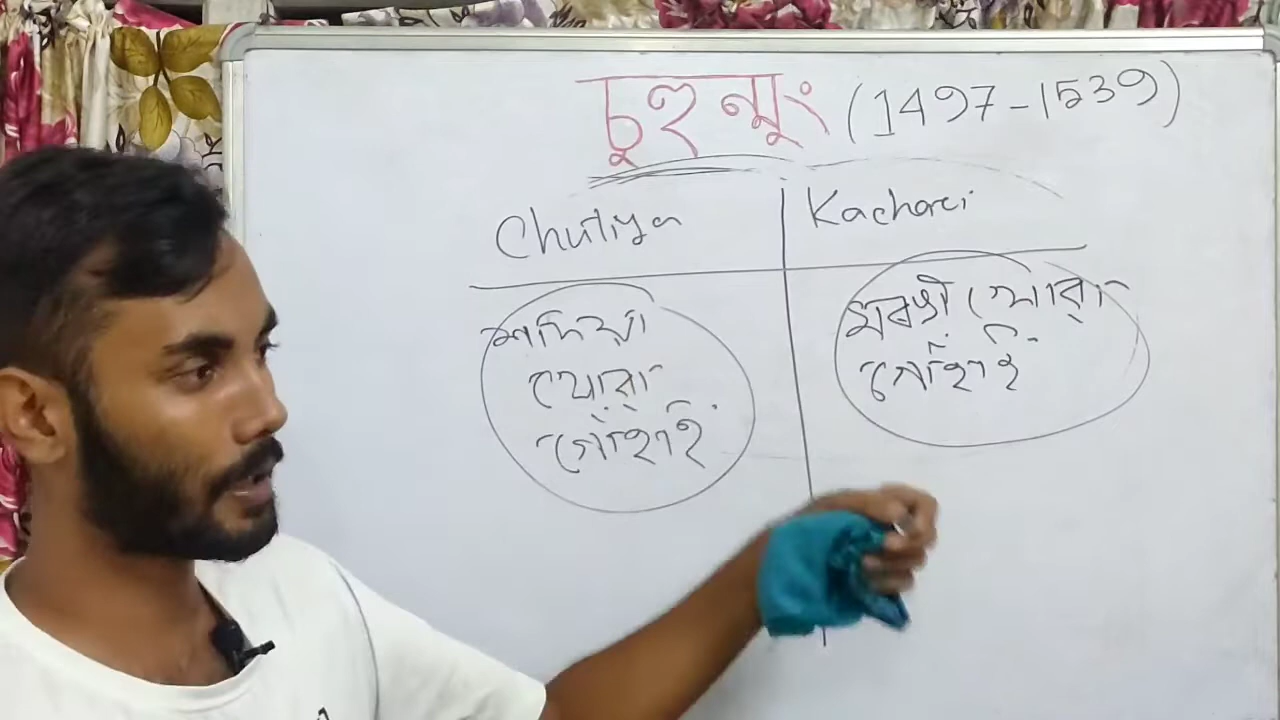 চুহুন্মুং (1497-1539)
Chutiya
Kachari
শদিয়া
খোৱা
গোঁহাই
মৰঙী খোৱা
গোঁহাই